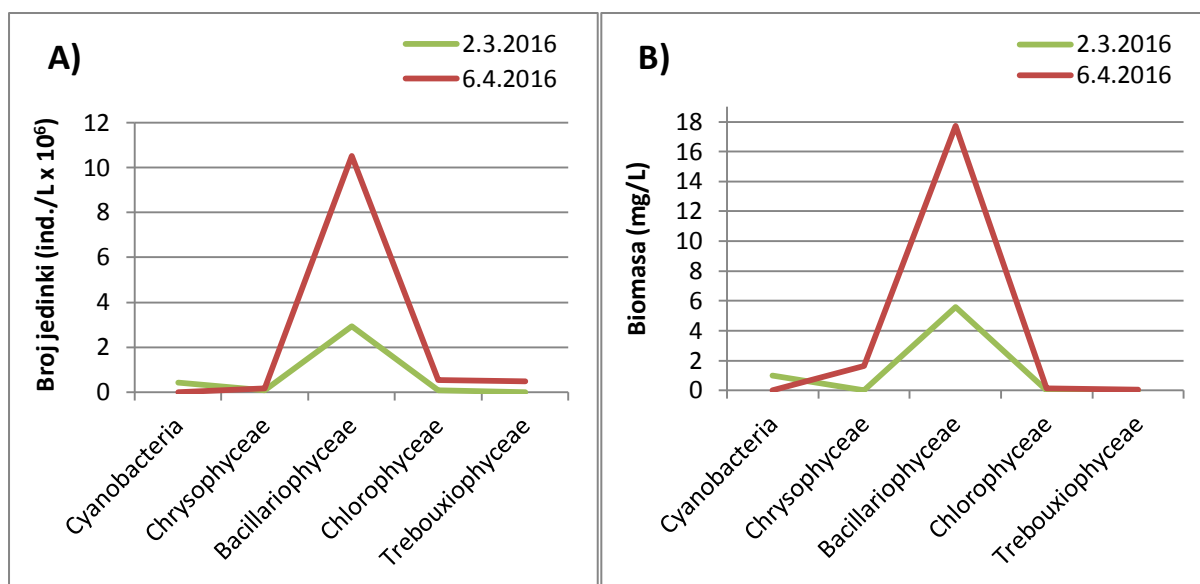 A)
2.3.2016
6.4.2016
Broj jedinki (ind./L x 10⁶)
12
10
8
6
4
2
0
Cyanobacteria
Chrysophyceae
Bacillariophyceae
Chlorophyceae
Trebouxiophyceae
B)
2.3.2016
6.4.2016
Biomasa (mg/L)
18
16
14
12
10
8
6
4
2
0
Cyanobacteria
Chrysophyceae
Bacillariophyceae
Chlorophyceae
Trebouxiophyceae